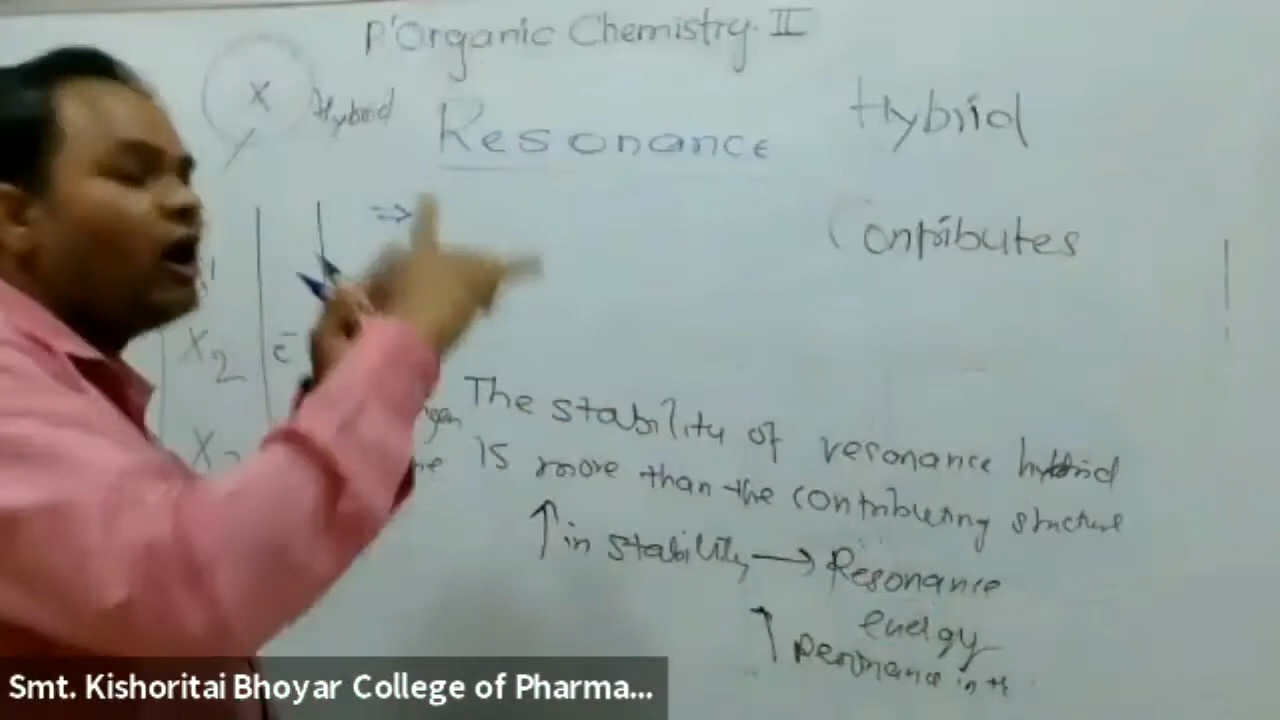 P'Organic Chemistry. II
X Hybrid
Resonance
Hybrid
Contributes
⇒
X2
e-
X
The stability of resonance hybrid
is more than the contributing structure
↑ in stability → Resonance
energy
↑ in
Smt. Kishoritai Bhoyar College of Pharma...